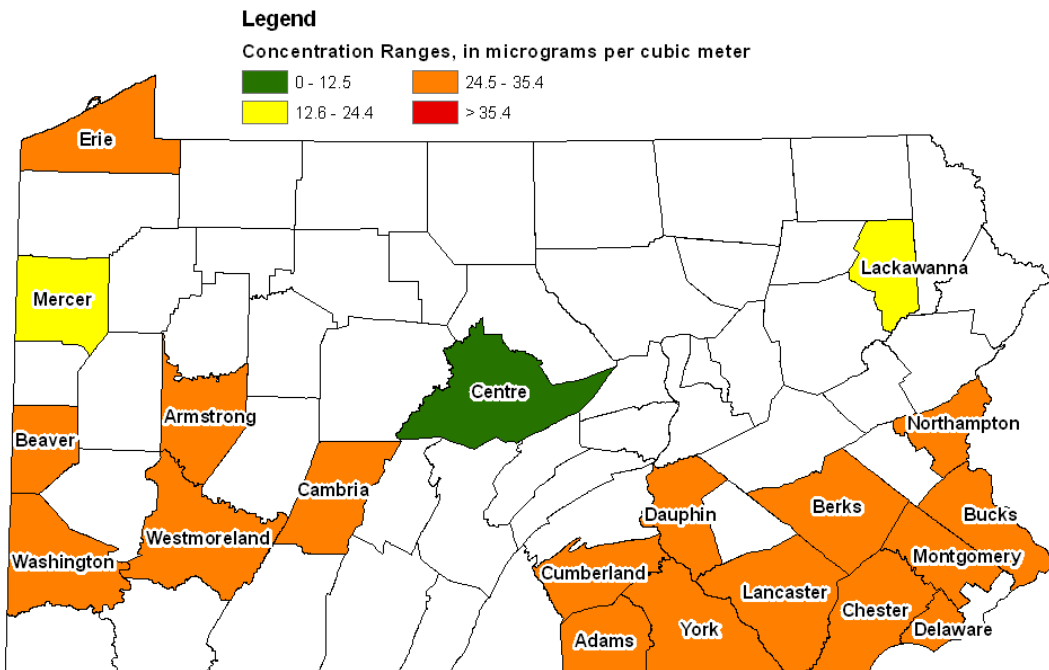 Legend
Concentration Ranges, in micrograms per cubic meter
0 - 12.5
24.5 - 35.4
12.6 - 24.4
> 35.4
Erie
Lackawanna
Mercer
Centre
Armstrong
Northampton
Beaver
Cambria
Berks
Dauphin
Bucks
Westmoreland
Montgomery
Washington
Cumberland
Lancaster
Chester
York
Delaware
Adams